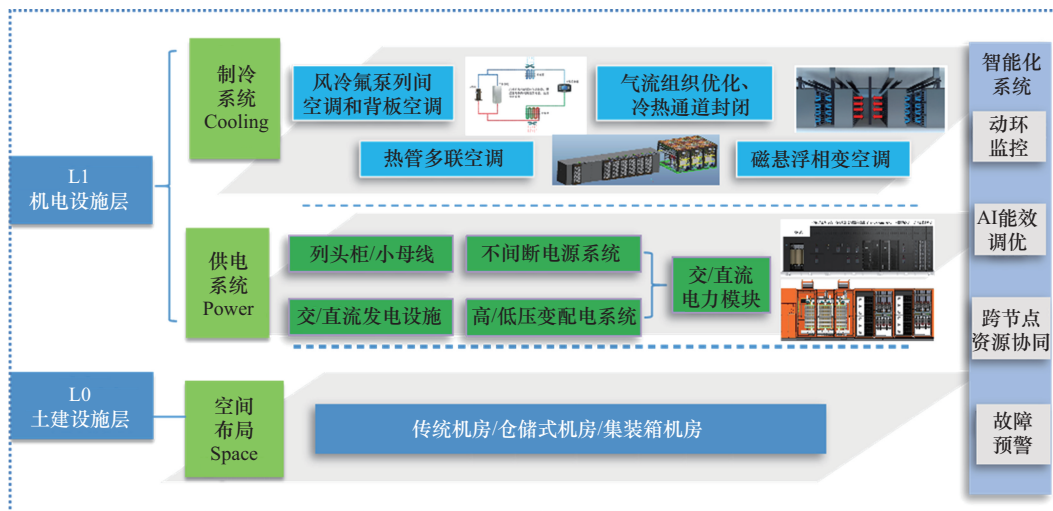 L1
机电设施层
L0
土建设施层
制冷
系统
Cooling
风冷氟泵列间
空调和背板空调
气流组织优化、
冷热通道封闭
热管多联空调
磁悬浮相变空调
供电
系统
Power
列头柜/小母线
不间断电源系统
交/直流发电设施
高/低压变配电系统
交/直流
电力模块
空间
布局
Space
传统机房/仓储式机房/集装箱机房
智能化
系统
动环
监控
AI能效
调优
跨节点
资源协同
故障
预警